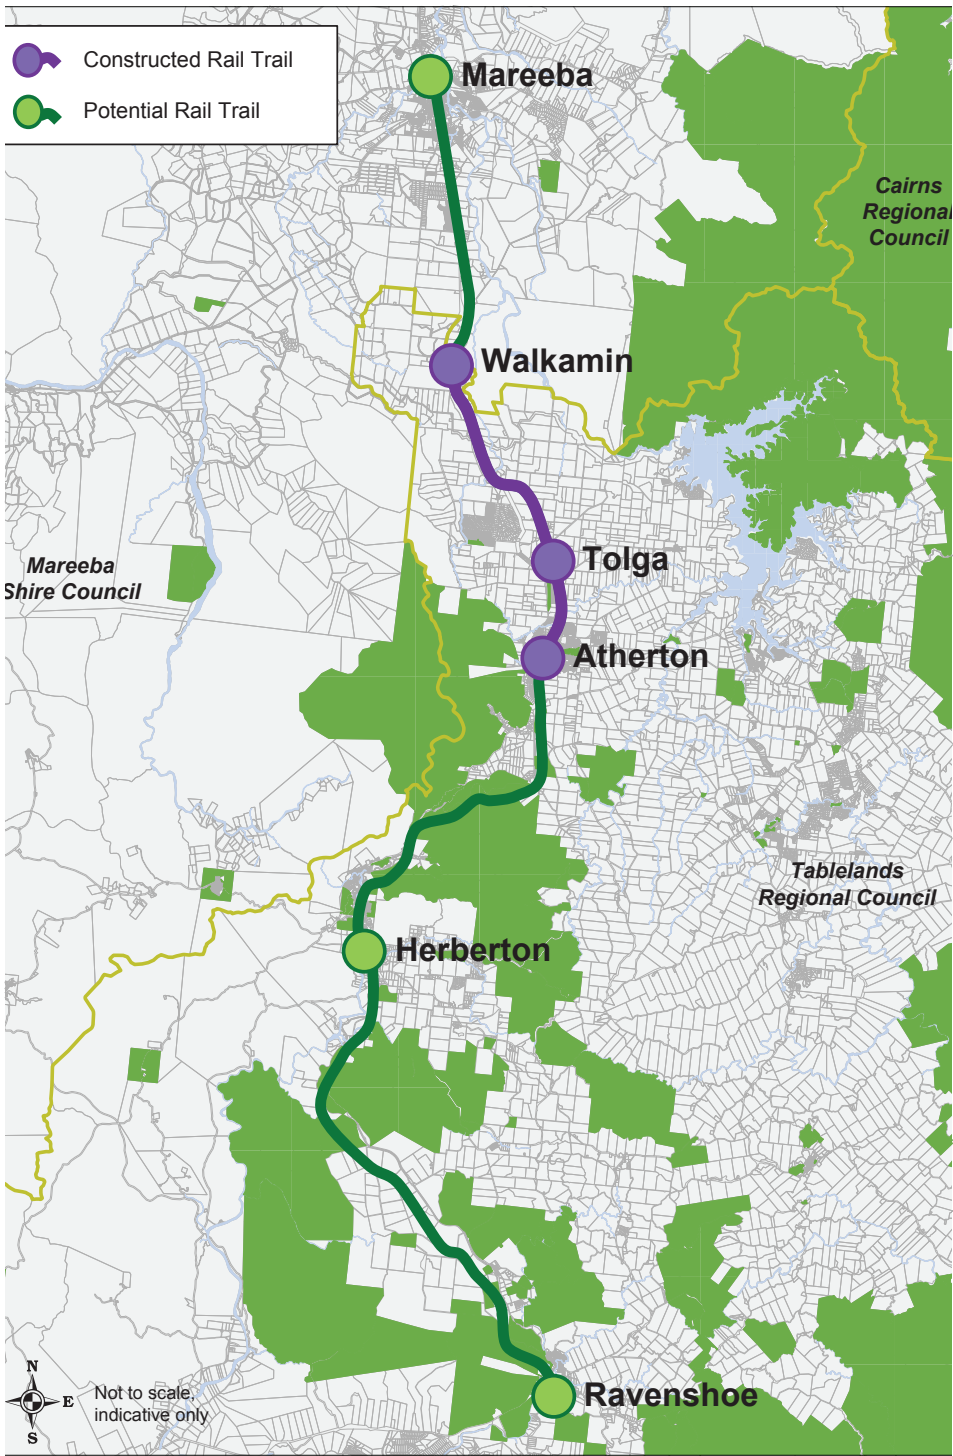 Constructed Rail Trail
Potential Rail Trail
Mareeba
Cairns
Regional
Council
Walkamin
Tolga
Mareeba
Shire Council
Atherton
Tablelands
Regional Council
Herberton
Ravenshoe
N
E
S
Not to scale,
indicative only